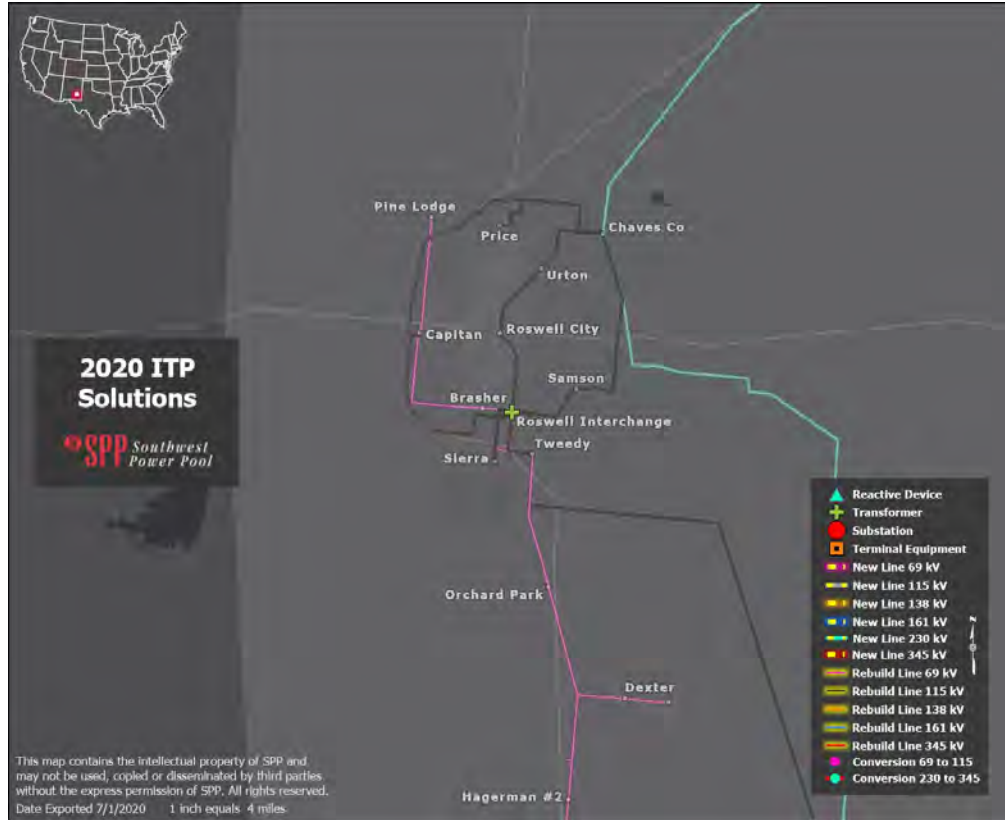 Pine Lodge
Price
Chaves Co
Urton
Capitan
Roswell City
2020 ITP
Solutions
SPP Southwest
Power Pool
Samson
Brasher
Roswell Interchange
Tweedy
Sierra
Orchard Park
Dexter
Hagerman #2
Reactive Device
Transformer
Substation
Terminal Equipment
New Line 69 kV
New Line 115 kV
New Line 138 kV
New Line 161 kV
New Line 230 kV
New Line 345 kV
Rebuild Line 69 kV
Rebuild Line 115 kV
Rebuild Line 138 kV
Rebuild Line 161 kV
Rebuild Line 345 kV
Conversion 69 to 115
Conversion 230 to 345
N
This map contains the intellectual property of SPP and
may not be used, copied or disseminated by third parties
without the express permission of SPP. All rights reserved.
Date Exported 7/1/2020 1 inch equals 4 miles